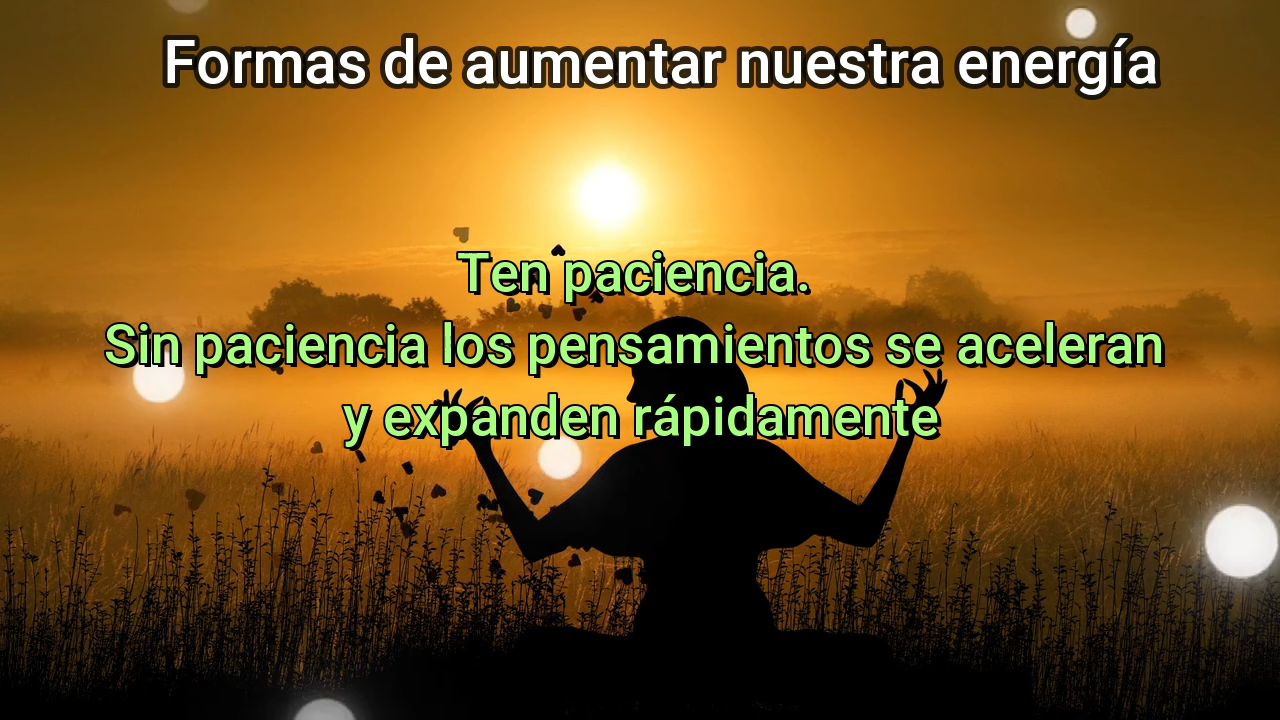 Formas de aumentar nuestra energía
Ten paciencia.
Sin paciencia los pensamientos se aceleran
y expanden rápidamente